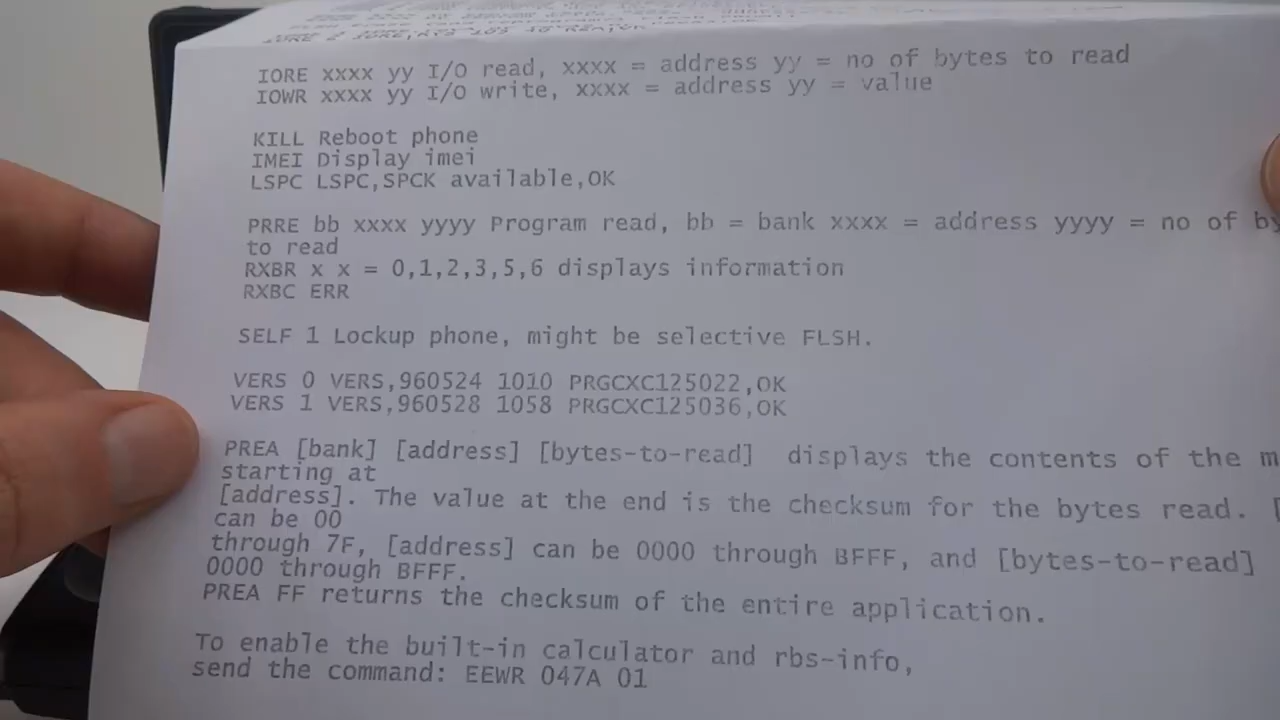 IORE xxxx yy I/O read, xxxx = address yy = no of bytes to read
IOWR xxxx yy I/O write, xxxx = address yy = value
KILL Reboot phone
IMEI Display imei
LSPC LSPC,SPCK available,OK
PRRE bb xxxx yyyy Program read, bb = bank xxxx = address yyyy = no of by
to read
RXBR x x = 0,1,2,3,5,6 displays information
RXBC ERR
SELF 1 Lockup phone, might be selective FLSH.
VERS 0 VERS,960524 1010 PRGCXC125022,OK
VERS 1 VERS,960528 1058 PRGCXC125036,OK
PREA [bank] [address] [bytes-to-read] displays the contents of the m
starting at
[address]. The value at the end is the checksum for the bytes read. [
can be 00
through 7F, [address] can be 0000 through BFFF, and [bytes-to-read]
0000 through BFFF.
PREA FF returns the checksum of the entire application.
To enable the built-in calculator and rbs-info,
send the command: EEWR 047A 01